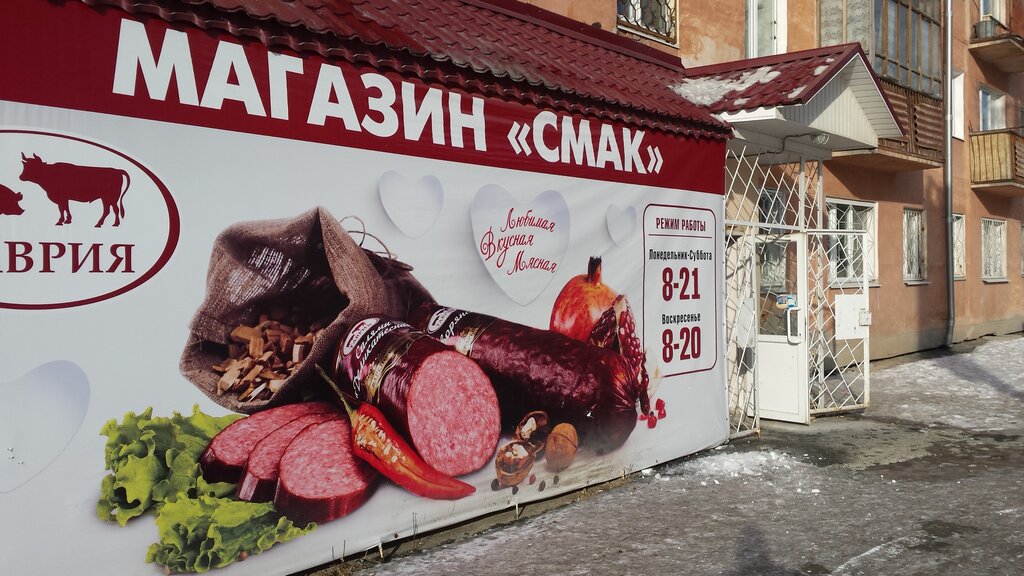 МАГАЗИН «СМАК»
АВРИЯ
Любимая
Вкусная
Мясная
РЕЖИМ РАБОТЫ
Понедельник-Суббота
8-21
Воскресенье
8-20